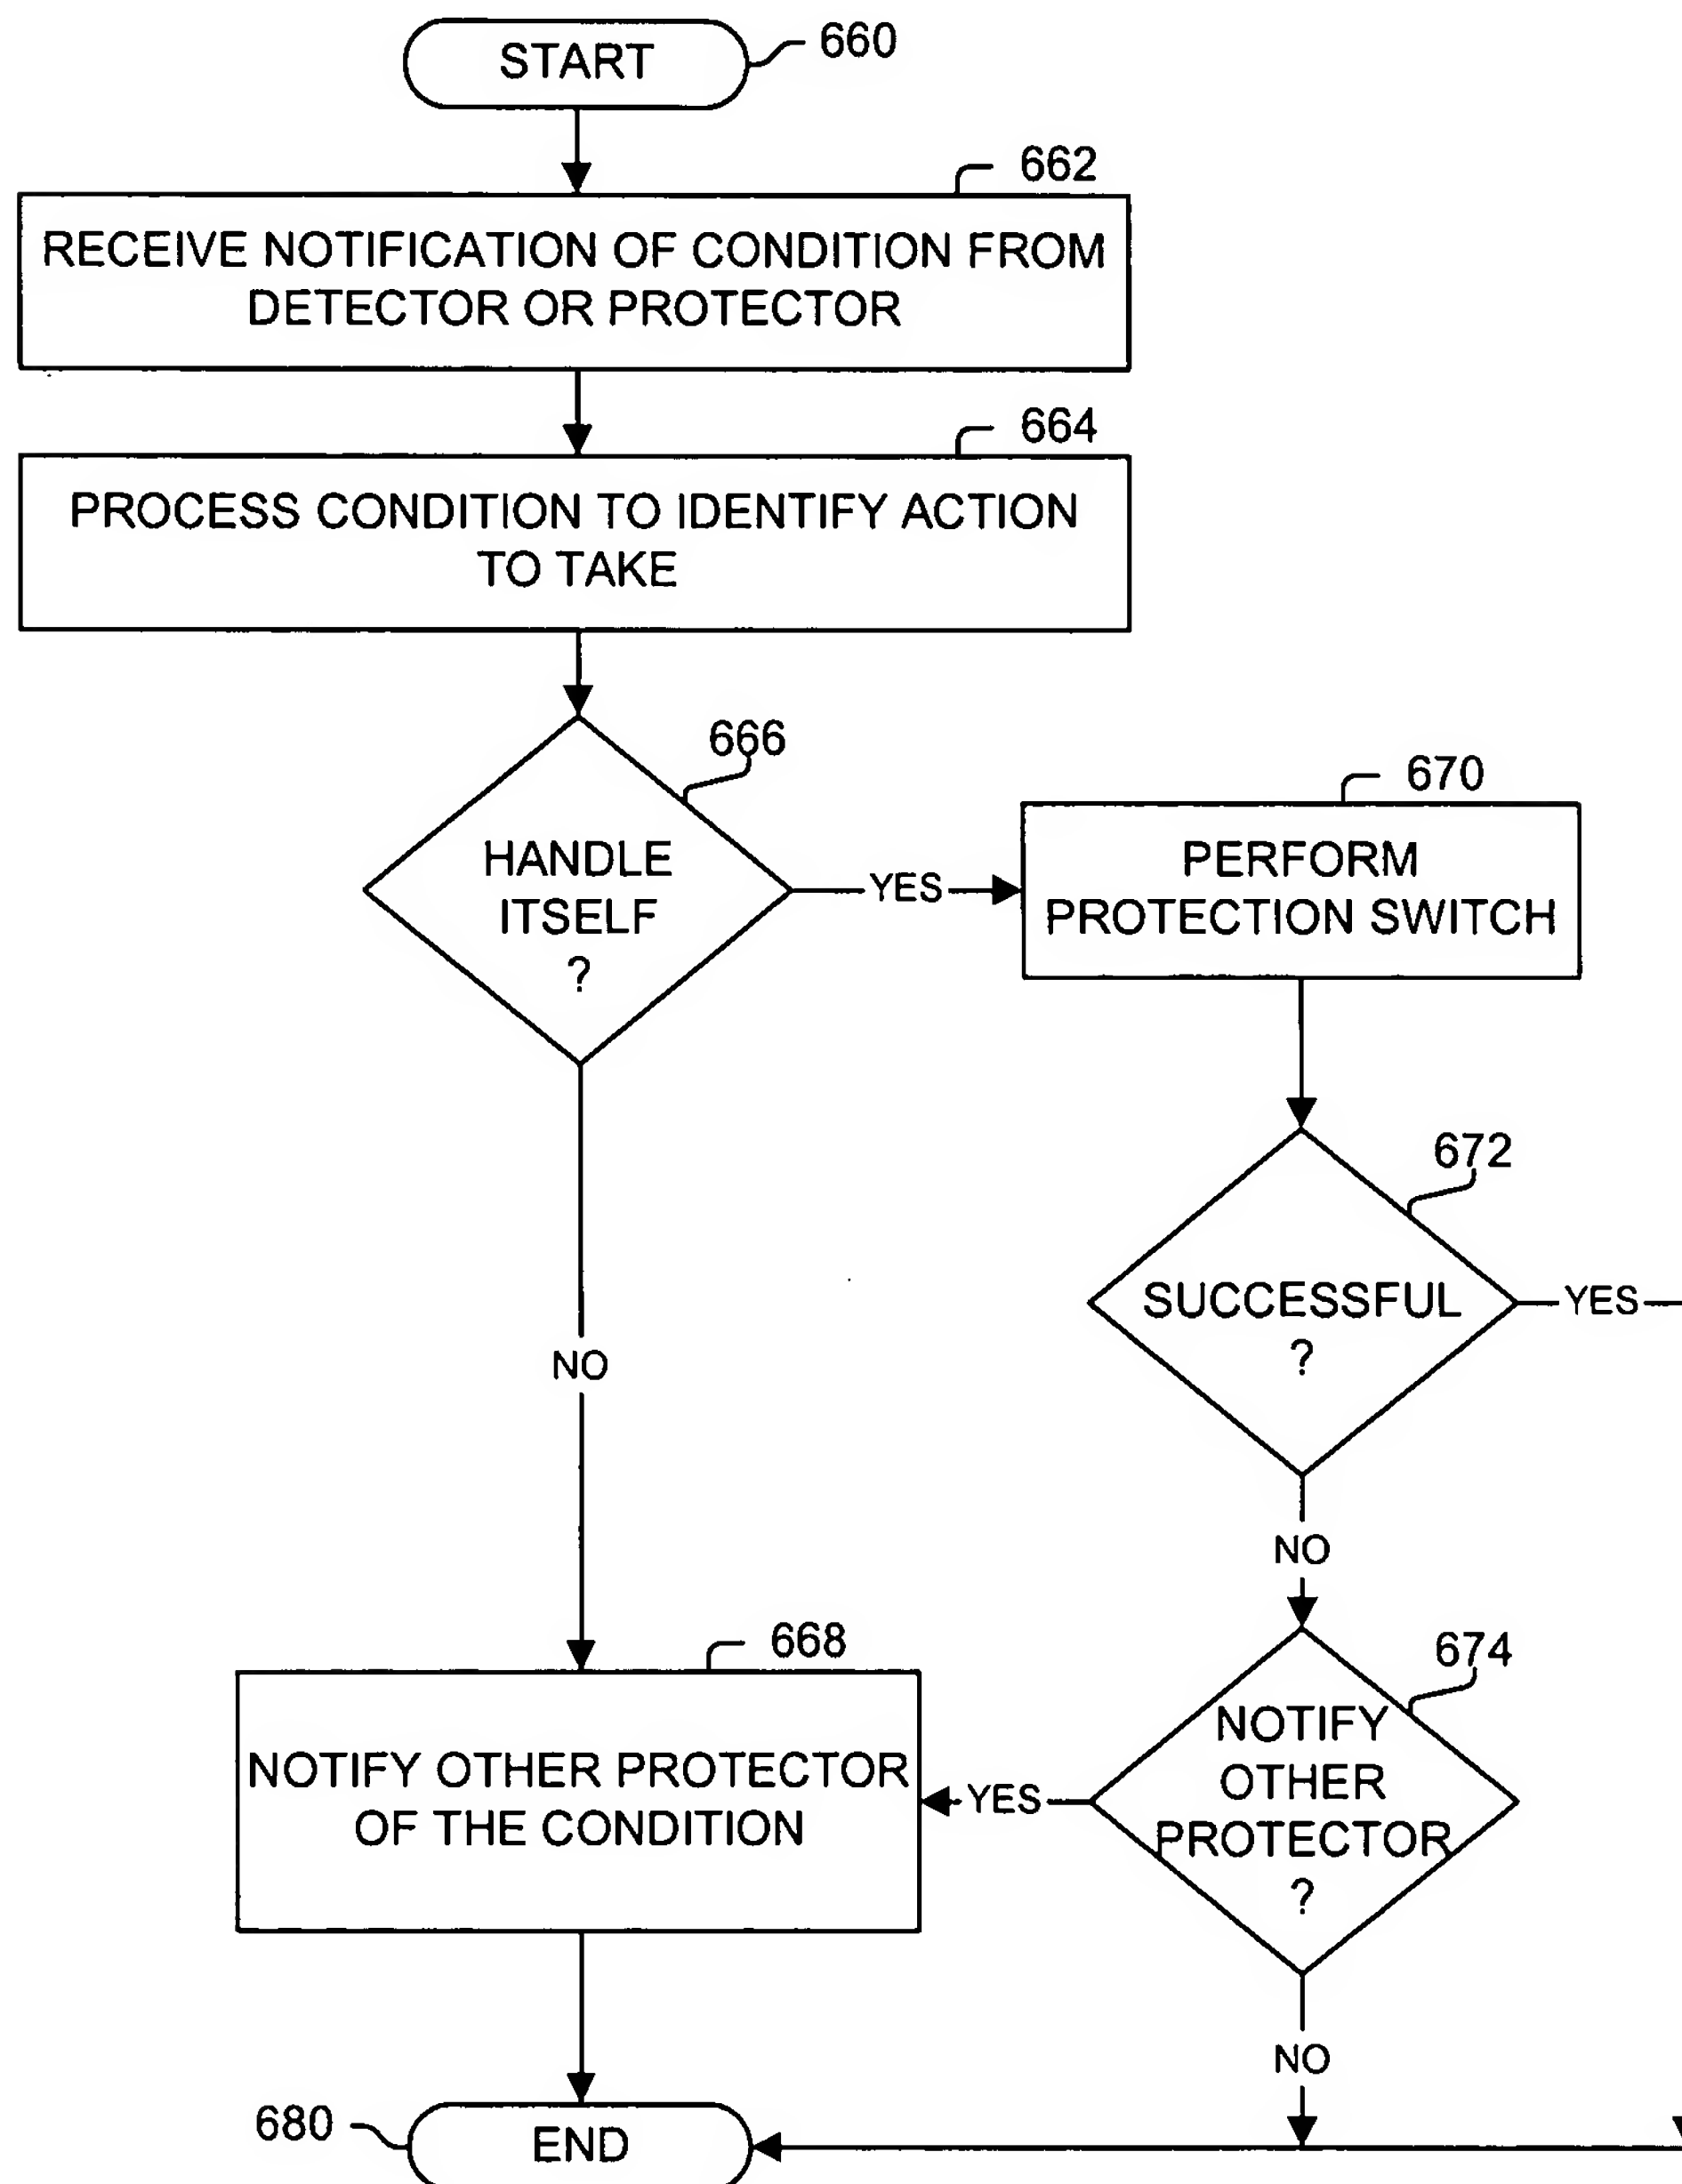 START
660
662
RECEIVE NOTIFICATION OF CONDITION FROM
DETECTOR OR PROTECTOR
664
PROCESS CONDITION TO IDENTIFY ACTION
TO TAKE
666
HANDLE
ITSELF
?
YES
670
PERFORM
PROTECTION SWITCH
672
SUCCESSFUL
?
YES
NO
NO
668
NOTIFY OTHER PROTECTOR
OF THE CONDITION
674
NOTIFY
OTHER
PROTECTOR
?
YES
NO
680
END